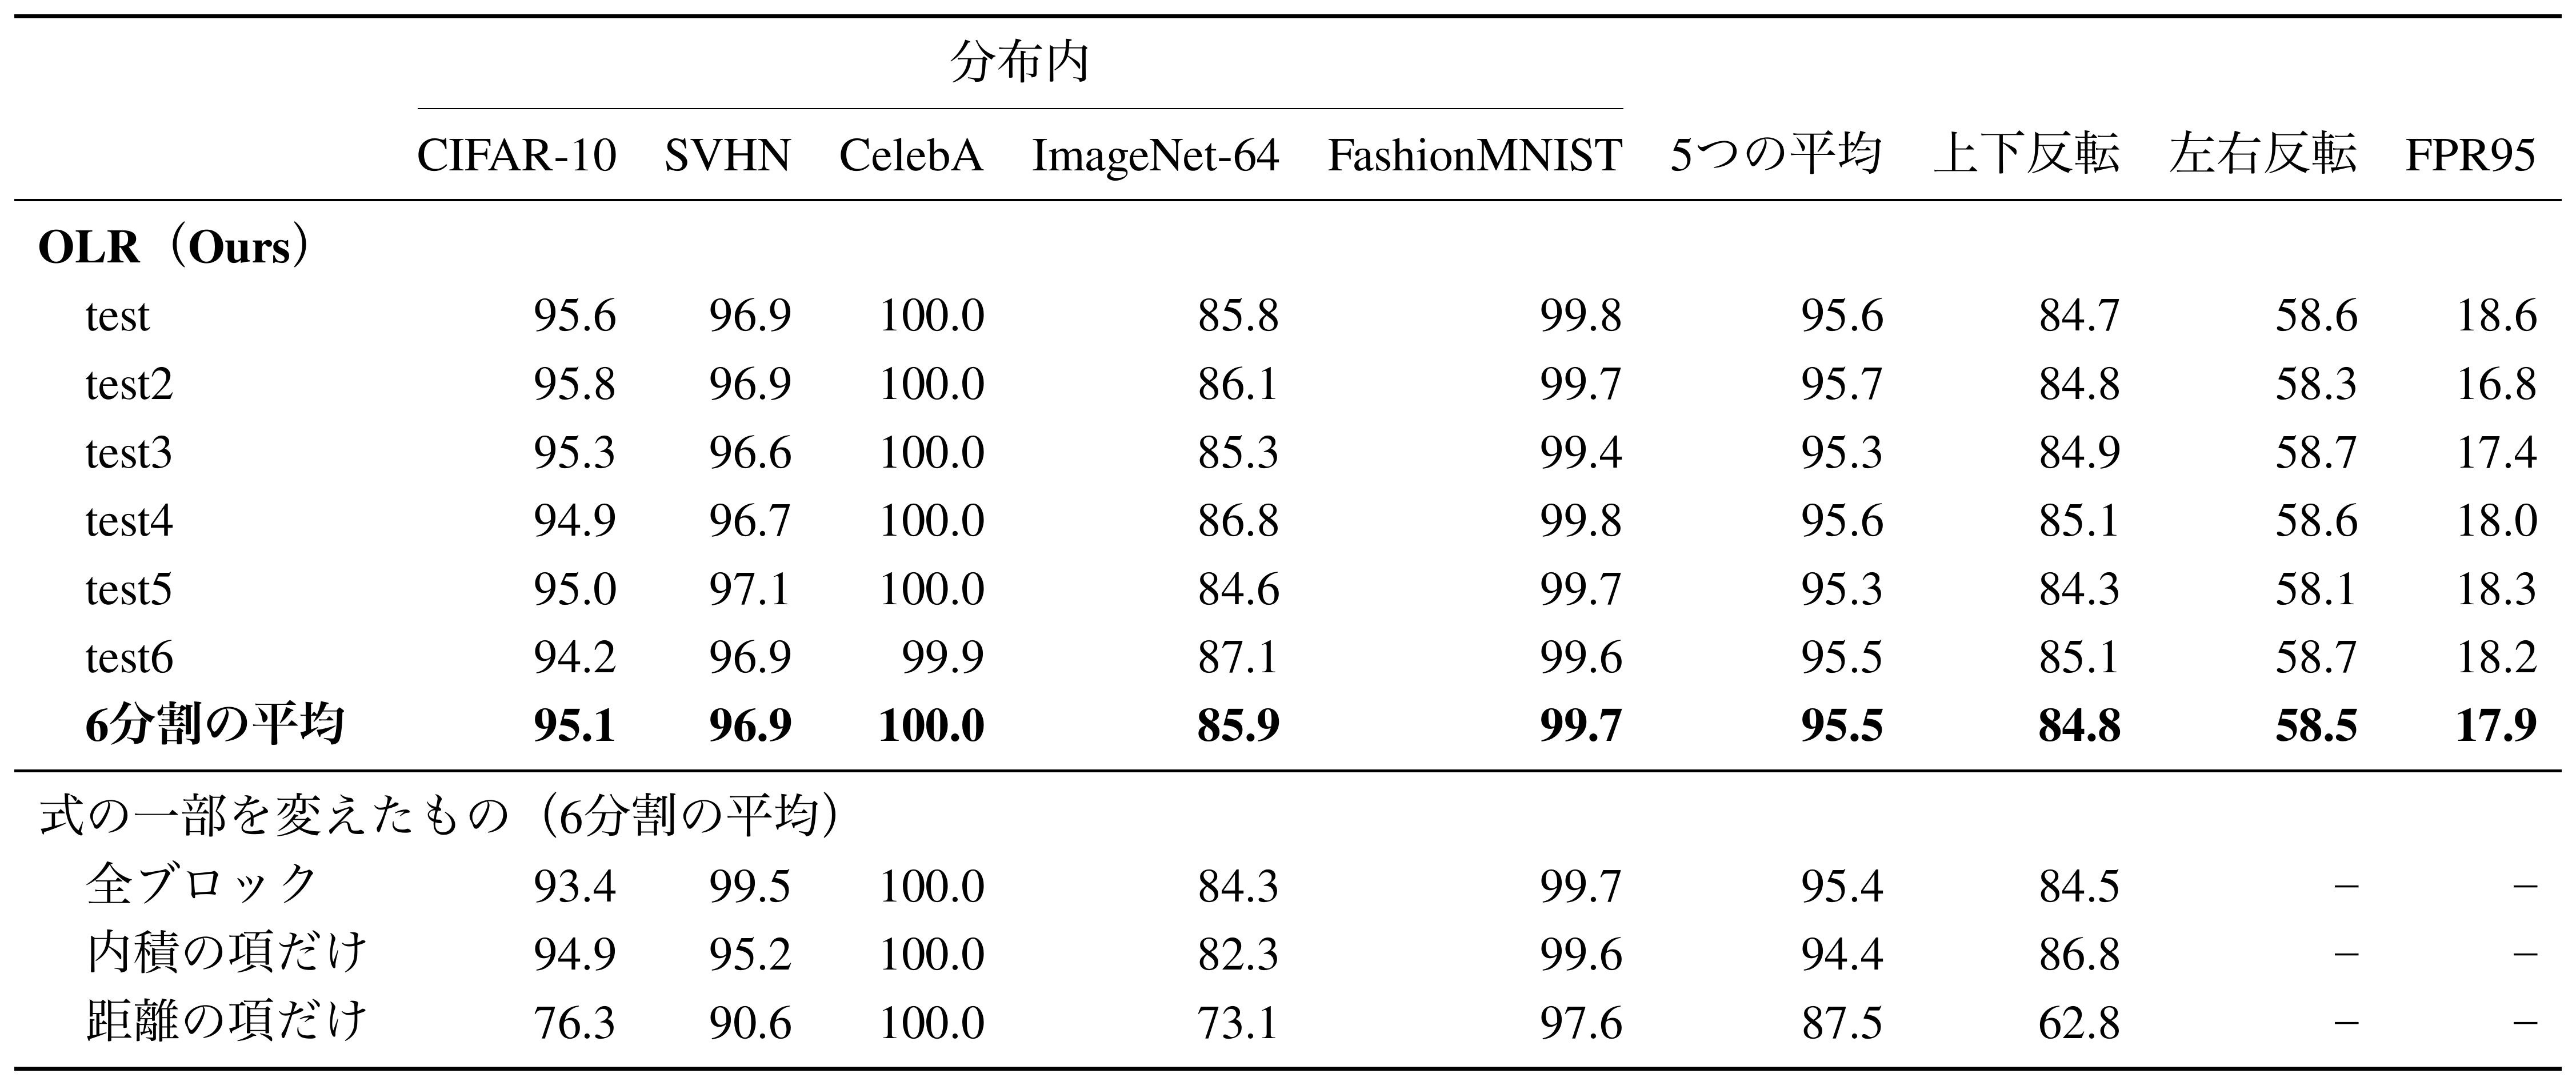 分布内
CIFAR-10 SVHN CelebA ImageNet-64 FashionMNIST 5つの平均 上下反転 左右反転 FPR95
OLR（Ours）
test 95.6 96.9 100.0 85.8 99.8 95.6 84.7 58.6 18.6
test2 95.8 96.9 100.0 86.1 99.7 95.7 84.8 58.3 16.8
test3 95.3 96.6 100.0 85.3 99.4 95.3 84.9 58.7 17.4
test4 94.9 96.7 100.0 86.8 99.8 95.6 85.1 58.6 18.0
test5 95.0 97.1 100.0 84.6 99.7 95.3 84.3 58.1 18.3
test6 94.2 96.9 99.9 87.1 99.6 95.5 85.1 58.7 18.2
6分割の平均 95.1 96.9 100.0 85.9 99.7 95.5 84.8 58.5 17.9
式の一部を変えたもの（6分割の平均）
全ブロック 93.4 99.5 100.0 84.3 99.7 95.4 84.5 – –
内積の項だけ 94.9 95.2 100.0 82.3 99.6 94.4 86.8 – –
距離の項だけ 76.3 90.6 100.0 73.1 97.6 87.5 62.8 – –